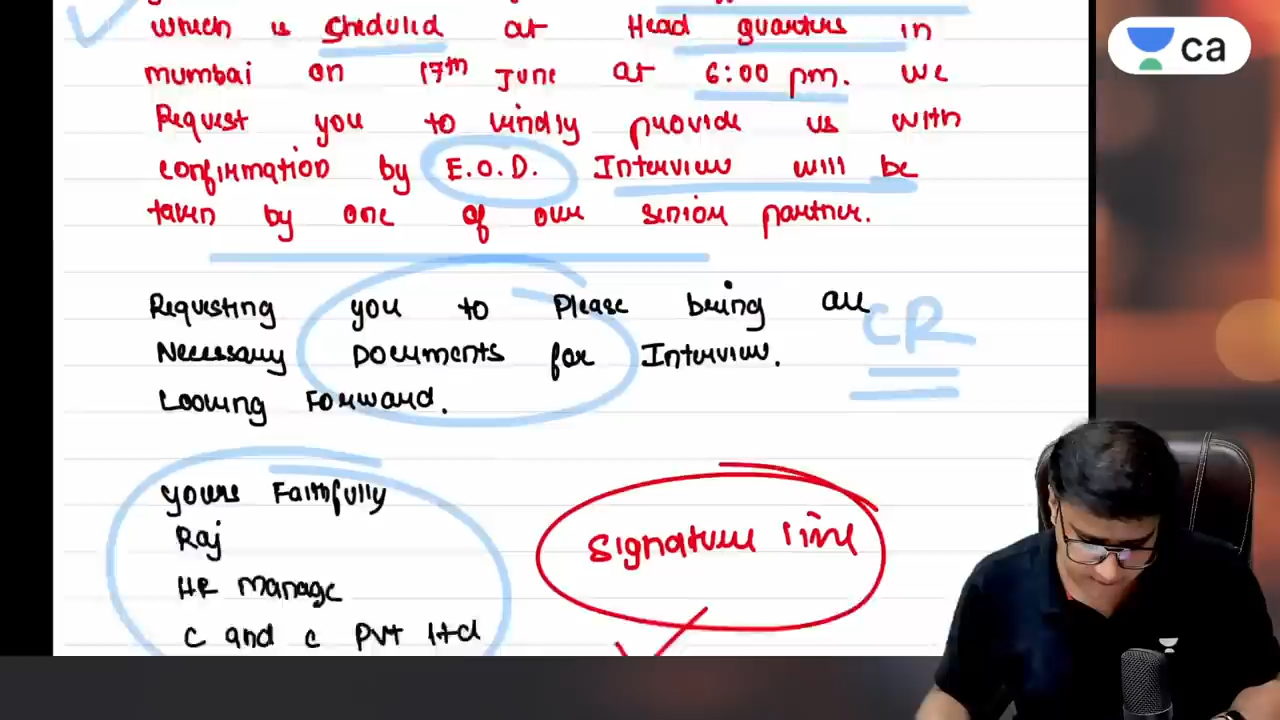 which is scheduled at Head quarters in
mumbai on 17th June at 6:00 pm. we
Request you to kindly provide us with
confirmation by E.O.D. Interview will be
taken by one of our senior partner.
Requesting you to Please being all
Necessary Documents for Interview.
Looking Forward.
CR
yours Faithfully
Raj
HR manage
C and C Pvt Ltd
Signature line
ca